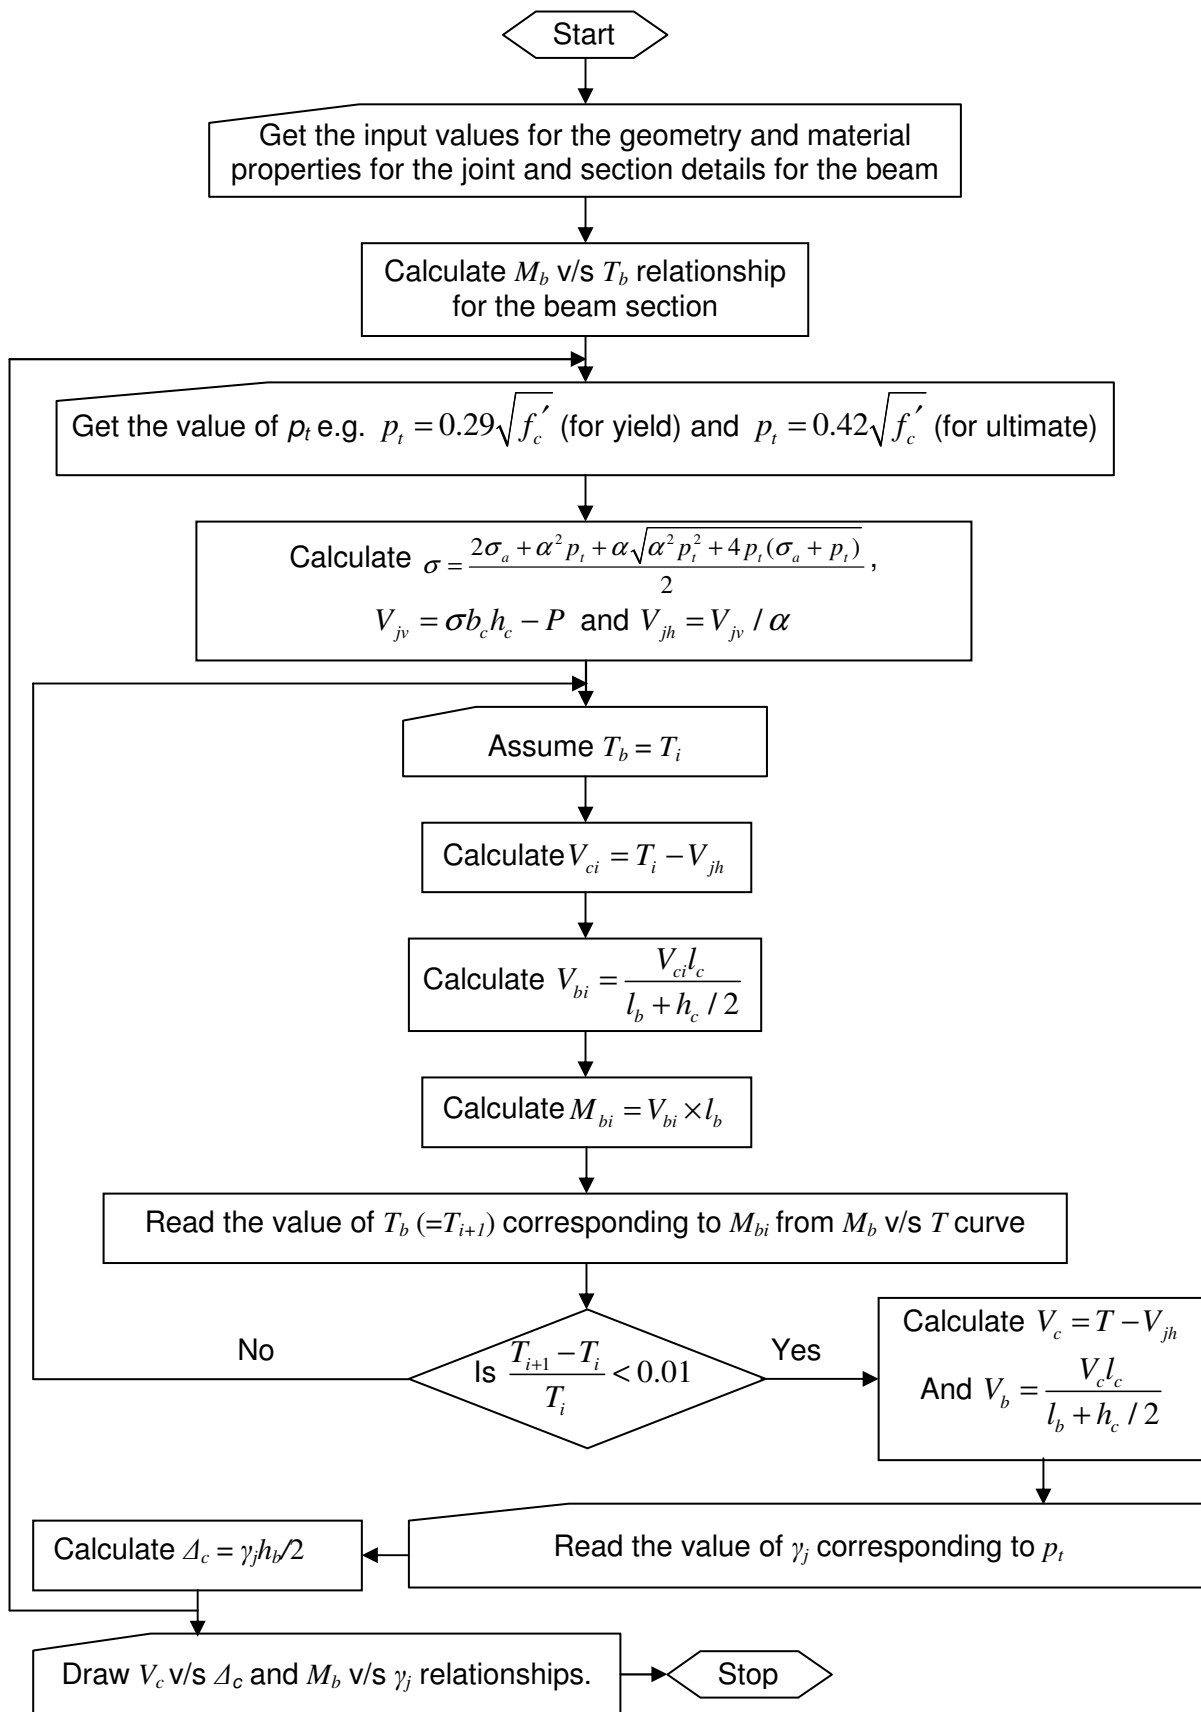 Start
Get the input values for the geometry and material
properties for the joint and section details for the beam
Calculate M_b v/s T_b relationship
for the beam section
Get the value of p_t e.g. p_t = 0.29√(f_c′) (for yield) and p_t = 0.42√(f_c′) (for ultimate)
Calculate σ = (2σ_a + α²p_t + α√(α²p_t² + 4p_t(σ_a + p_t)))/2 ,
V_jv = σb_c h_c − P and V_jh = V_jv / α
Assume T_b = T_i
Calculate V_ci = T_i − V_jh
Calculate V_bi = (V_ci l_c)/(l_b + h_c / 2)
Calculate M_bi = V_bi × l_b
Read the value of T_b (=T_i+1) corresponding to M_bi from M_b v/s T curve
No
Is (T_i+1 − T_i)/T_i < 0.01
Yes
Calculate V_c = T − V_jh
And V_b = (V_c l_c)/(l_b + h_c / 2)
Read the value of γ_j corresponding to p_t
Calculate Δ_c = γ_j h_b/2
Draw V_c v/s Δ_c and M_b v/s γ_j relationships.
Stop